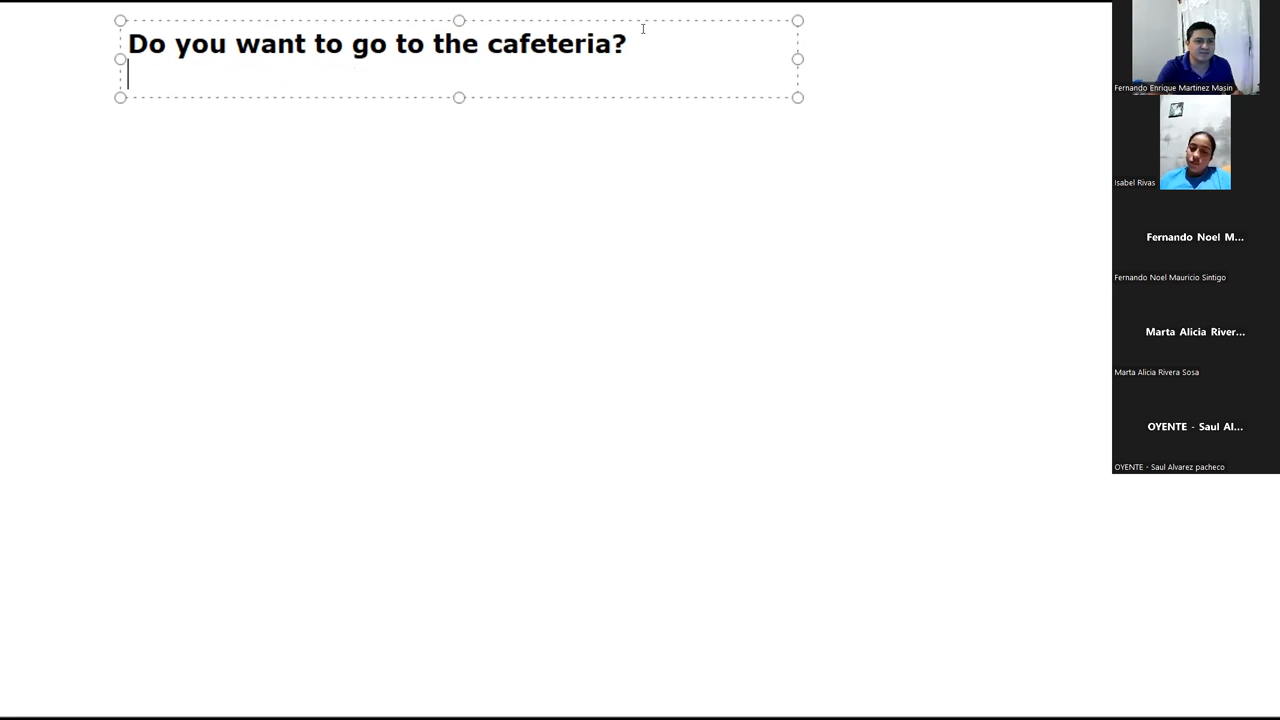 Do you want to go to the cafeteria?
Fernando Enrique Martinez Masin
Isabel Rivas
Fernando Noel M...
Fernando Noel Mauricio Sintigo
Marta Alicia River...
Marta Alicia Rivera Sosa
OYENTE - Saul Al...
OYENTE - Saul Alvarez pacheco